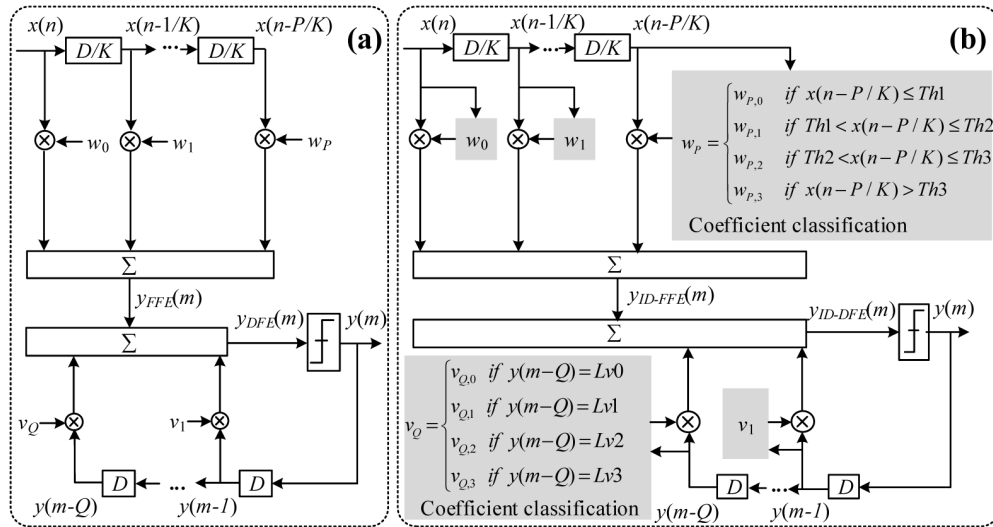 x(n) x(n-1/K) x(n-P/K) (a)
D/K ... D/K
w0 w1 wP
Σ
yFFE(m)
yDFE(m) y(m)
Σ
vQ v1
D ... D
y(m-Q) y(m-1)
x(n) x(n-1/K) x(n-P/K) (b)
D/K ... D/K
w0 w1
wP = { wP,0 if x(n−P/K) ≤ Th1
wP,1 if Th1 < x(n−P/K) ≤ Th2
wP,2 if Th2 < x(n−P/K) ≤ Th3
wP,3 if x(n−P/K) > Th3
Coefficient classification
Σ
yID-FFE(m)
yID-DFE(m) y(m)
Σ
vQ = { vQ,0 if y(m−Q) = Lv0
vQ,1 if y(m−Q) = Lv1
vQ,2 if y(m−Q) = Lv2
vQ,3 if y(m−Q) = Lv3
Coefficient classification
v1
D ... D
y(m-Q) y(m-1)